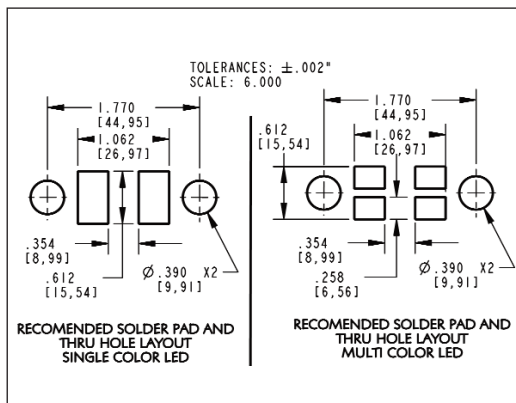 TOLERANCES: ±.002"
SCALE: 6.000
1.770
[44,95]
1.062
[26,97]
.354
[8,99]
.612
[15,54]
Ø.390 X2
[9,91]
RECOMENDED SOLDER PAD AND
THRU HOLE LAYOUT
SINGLE COLOR LED
1.770
[44,95]
.612
[15,54]
1.062
[26,97]
.354
[8,99]
.258
[6,56]
Ø.390 X2
[9,91]
RECOMENDED SOLDER PAD AND
THRU HOLE LAYOUT
MULTI COLOR LED